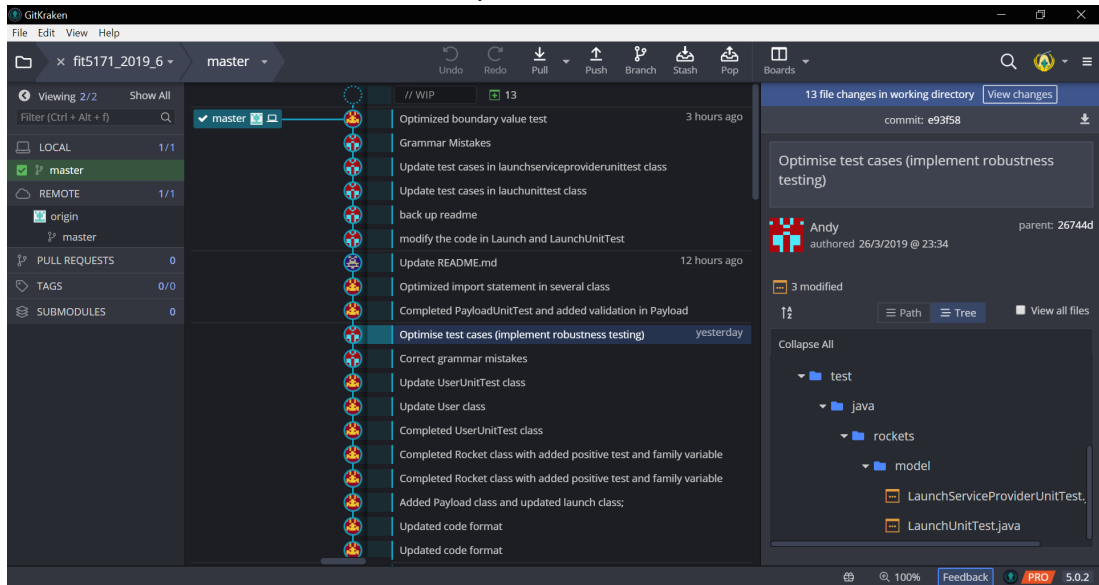 GitKraken
File Edit View Help
fit5171_2019_6
master
Undo
Redo
Pull
Push
Branch
Stash
Pop
Boards
Viewing 2/2
Show All
Filter (Ctrl + Alt + f)
LOCAL
1/1
master
REMOTE
1/1
origin
master
PULL REQUESTS
0
TAGS
0/0
SUBMODULES
0
// WIP
13
master
Optimized boundary value test
3 hours ago
Grammar Mistakes
Update test cases in launchserviceproviderunittest class
Update test cases in lauchunittest class
back up readme
modify the code in Launch and LaunchUnitTest
Update README.md
12 hours ago
Optimized import statement in several class
Completed PayloadUnitTest and added validation in Payload
Optimise test cases (implement robustness testing)
yesterday
Correct grammar mistakes
Update UserUnitTest class
Update User class
Completed UserUnitTest class
Completed Rocket class with added positive test and family variable
Completed Rocket class with added positive test and family variable
Added Payload class and updated launch class;
Updated code format
Updated code format
13 file changes in working directory
View changes
commit: e93f58
Optimise test cases (implement robustness
testing)
Andy
authored 26/3/2019 @ 23:34
parent: 26744d
3 modified
Path
Tree
View all files
Collapse All
test
java
rockets
model
LaunchServiceProviderUnitTest.
LaunchUnitTest.java
100%
Feedback
PRO
5.0.2